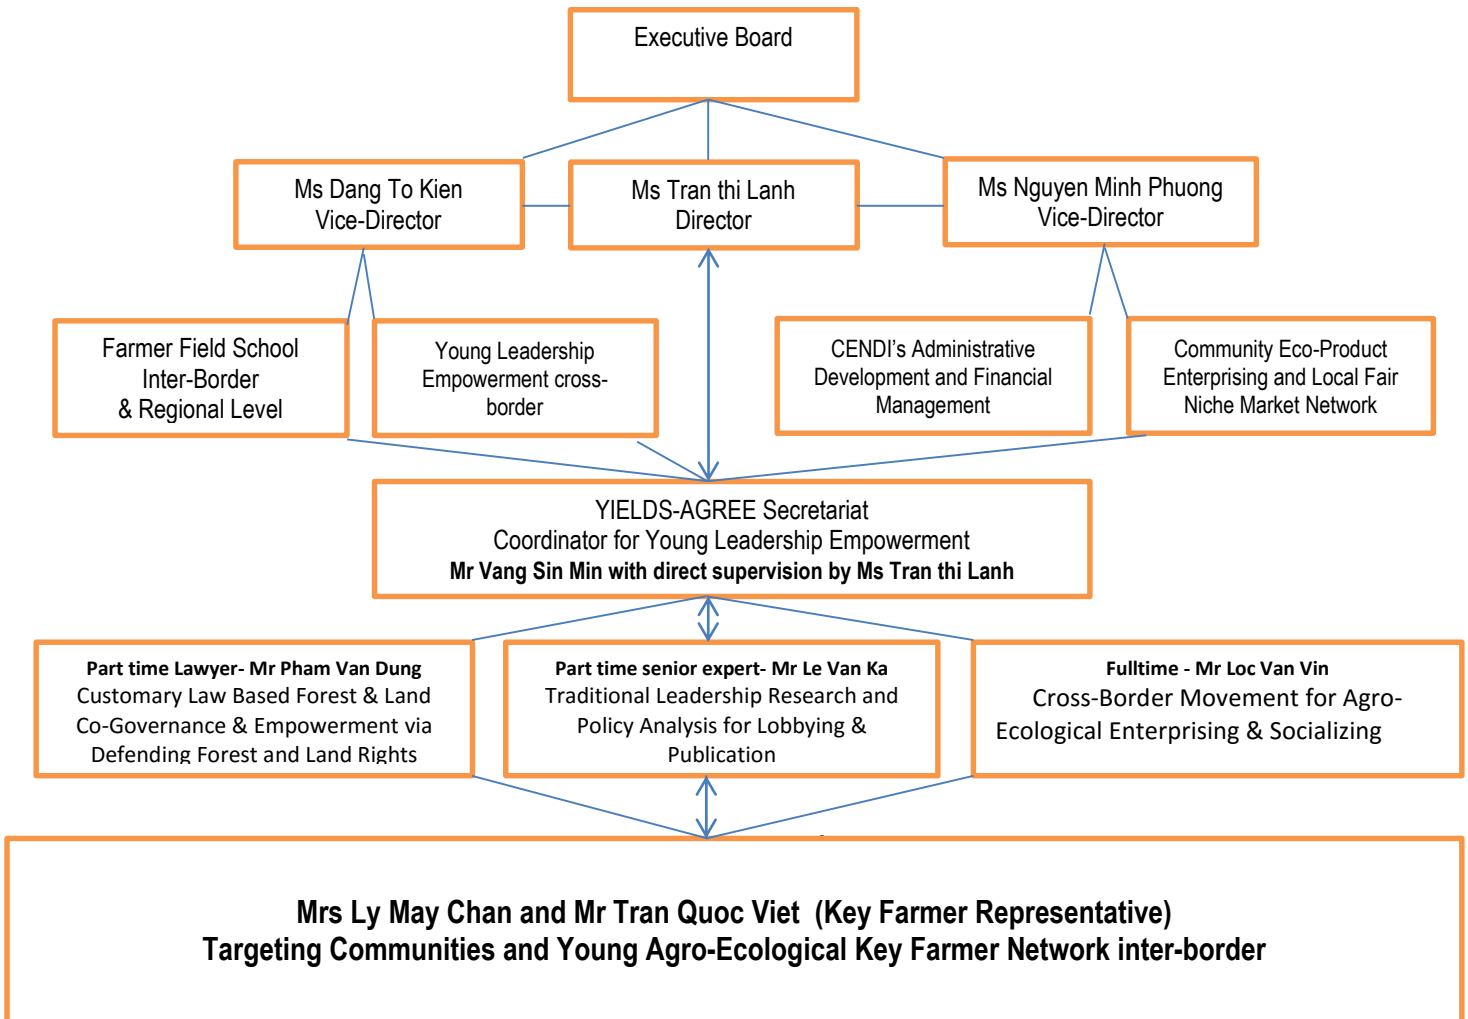 Executive Board
Ms Dang To Kien
Vice-Director
Ms Tran thi Lanh
Director
Ms Nguyen Minh Phuong
Vice-Director
Farmer Field School
Inter-Border
& Regional Level
Young Leadership
Empowerment cross-
border
CENDI’s Administrative
Development and Financial
Management
Community Eco-Product
Enterprising and Local Fair
Niche Market Network
YIELDS-AGREE Secretariat
Coordinator for Young Leadership Empowerment
Mr Vang Sin Min with direct supervision by Ms Tran thi Lanh
Part time Lawyer- Mr Pham Van Dung
Customary Law Based Forest & Land
Co-Governance & Empowerment via
Defending Forest and Land Rights
Part time senior expert- Mr Le Van Ka
Traditional Leadership Research and
Policy Analysis for Lobbying &
Publication
Fulltime - Mr Loc Van Vin
Cross-Border Movement for Agro-
Ecological Enterprising & Socializing
Mrs Ly May Chan and Mr Tran Quoc Viet (Key Farmer Representative)
Targeting Communities and Young Agro-Ecological Key Farmer Network inter-border